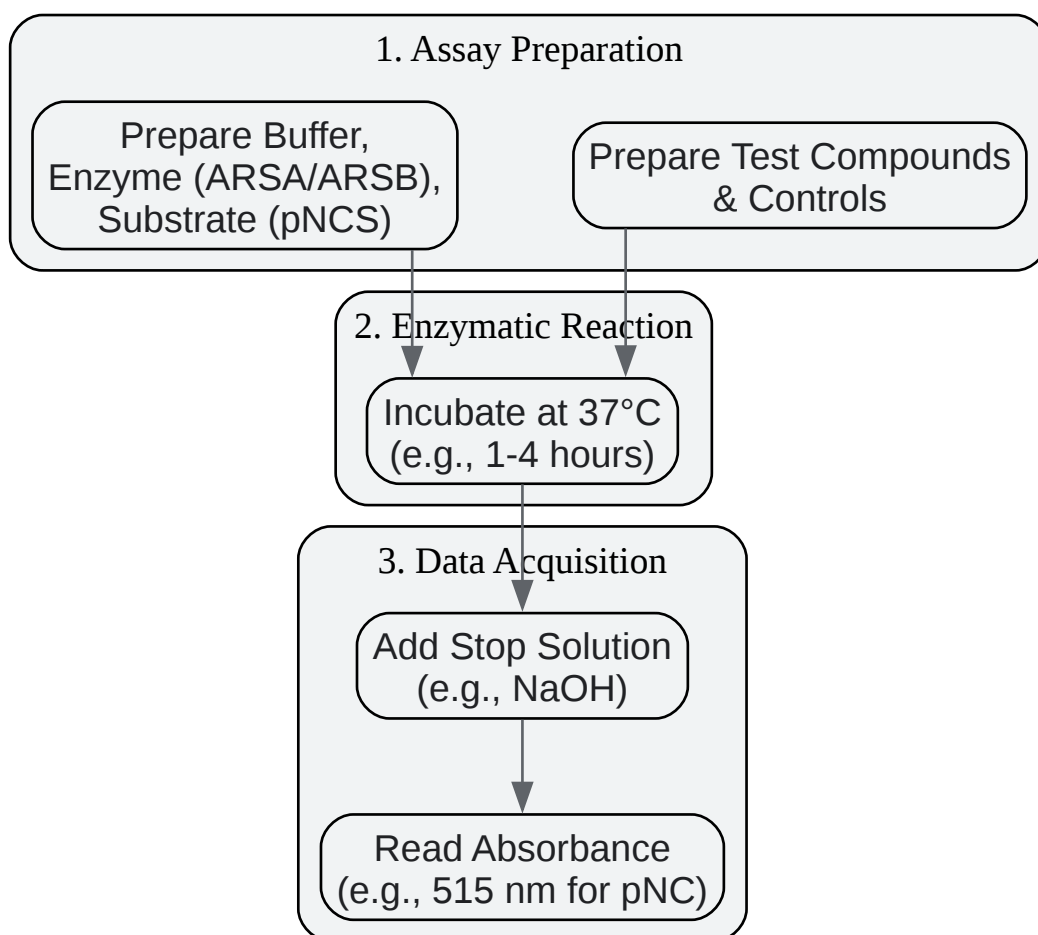 1. Assay Preparation
Prepare Buffer,
Enzyme (ARSA/ARSB),
Substrate (pNCS)
Prepare Test Compounds
& Controls
2. Enzymatic Reaction
Incubate at 37°C
(e.g., 1-4 hours)
3. Data Acquisition
Add Stop Solution
(e.g., NaOH)
Read Absorbance
(e.g., 515 nm for pNC)